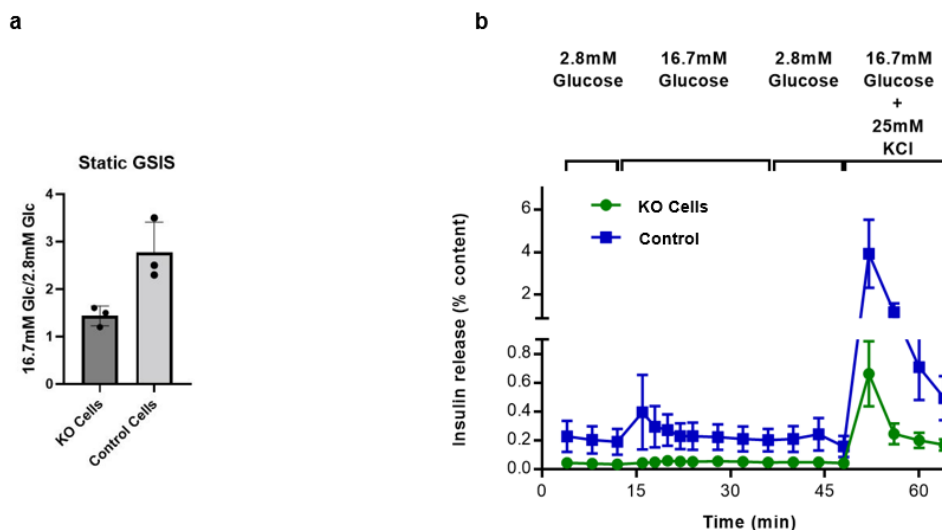 a
Static GSIS
16.7mM Glc/2.8mM Glc
4
3
2
1
0
KO Cells
Control Cells
b
2.8mM
Glucose
16.7mM
Glucose
2.8mM
Glucose
16.7mM
Glucose
+
25mM
KCl
KO Cells
Control
Insulin release (% content)
6
4
2
0.8
0.6
0.4
0.2
0.0
0
15
30
45
60
Time (min)